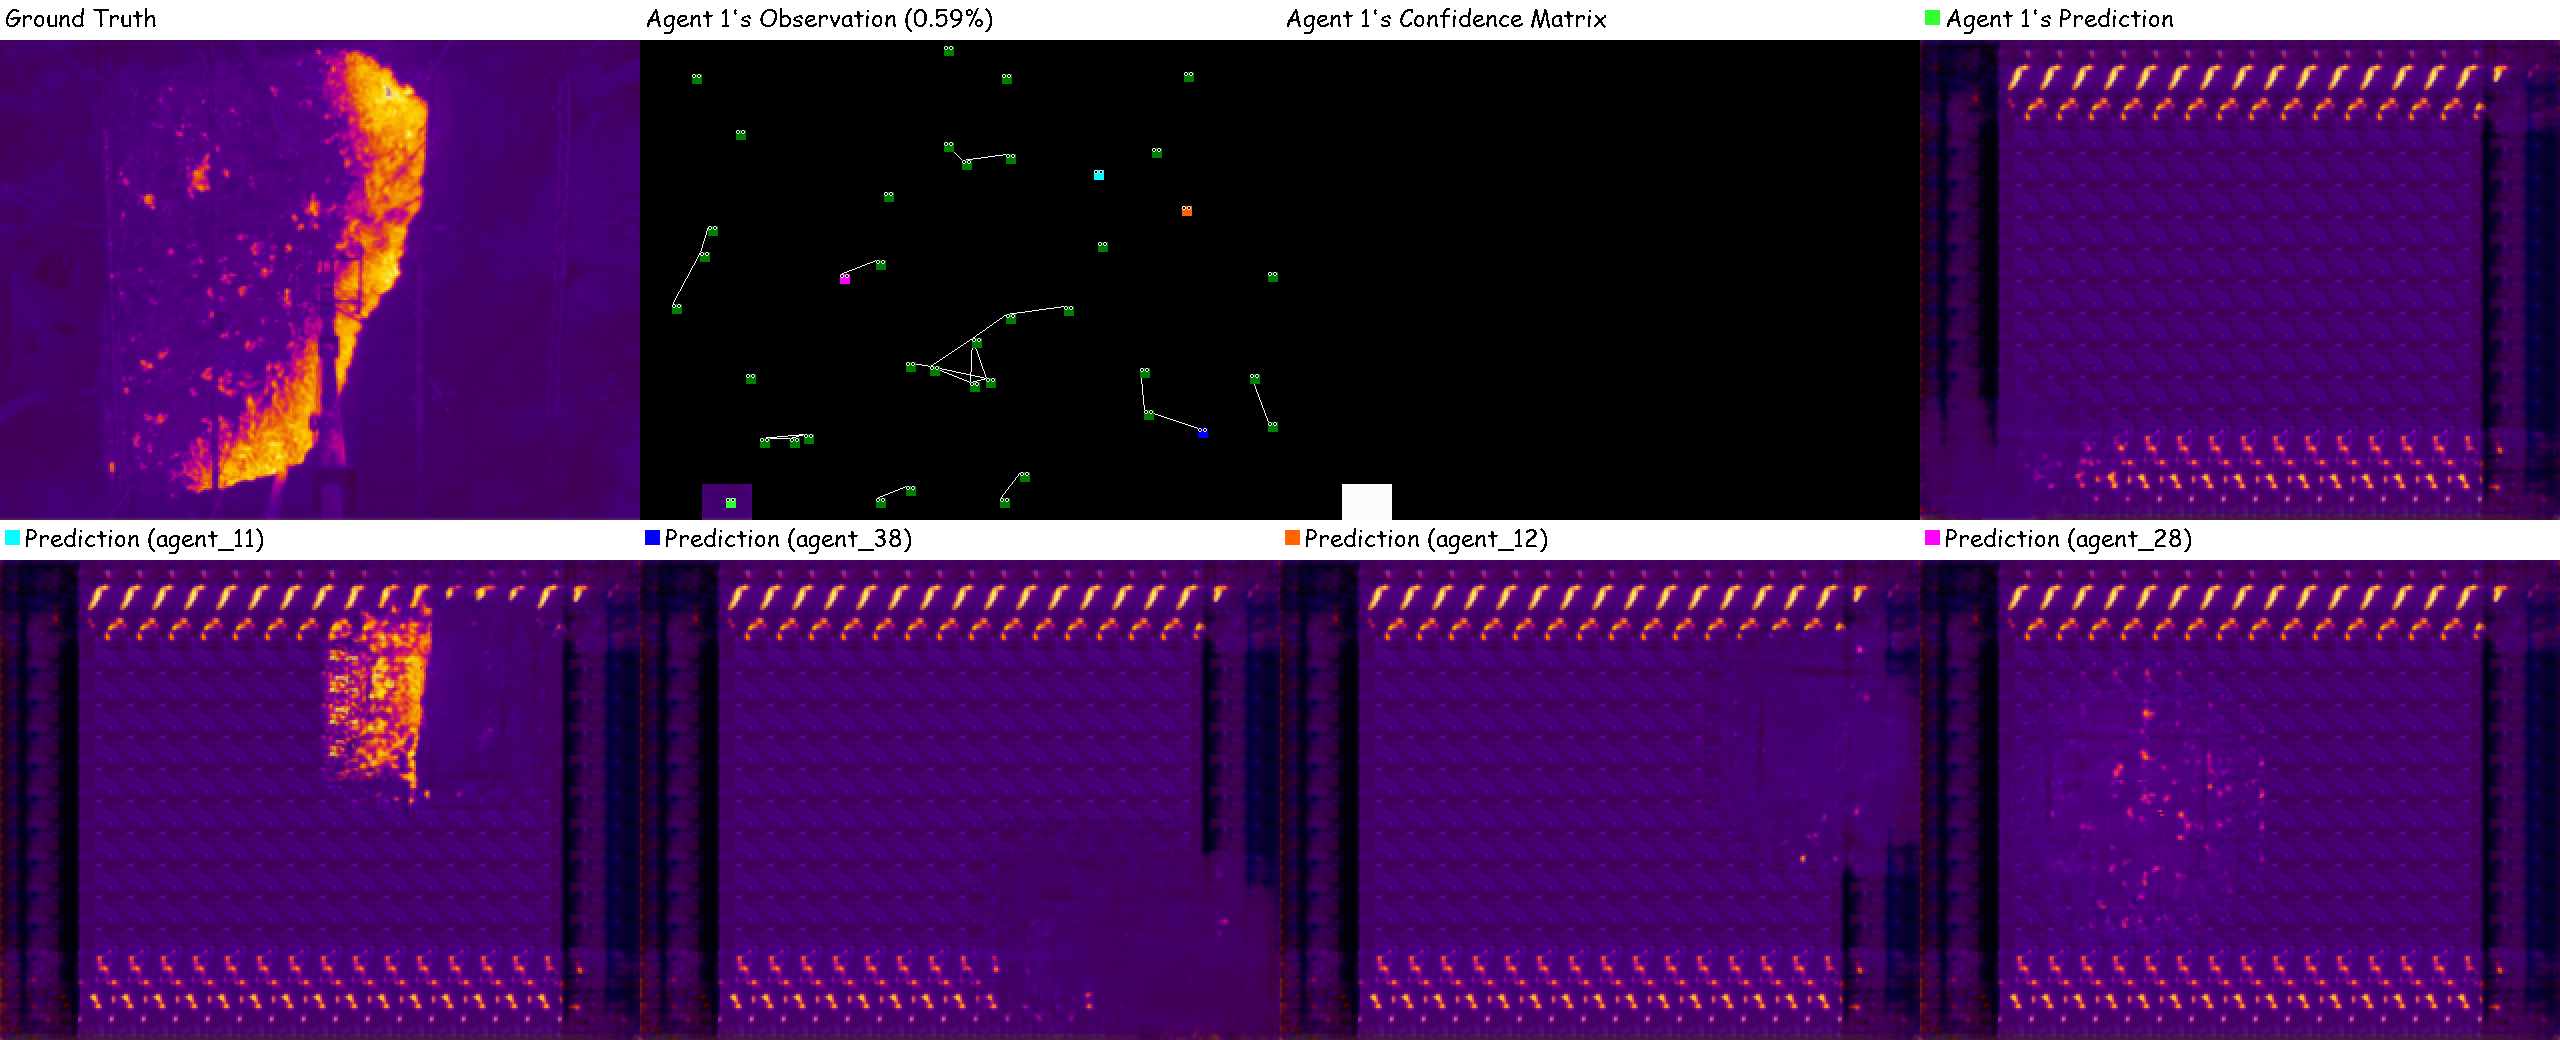 Ground Truth
Agent 1's Observation (0.59%)
Agent 1's Confidence Matrix
Agent 1's Prediction
Prediction (agent_11)
Prediction (agent_38)
Prediction (agent_12)
Prediction (agent_28)